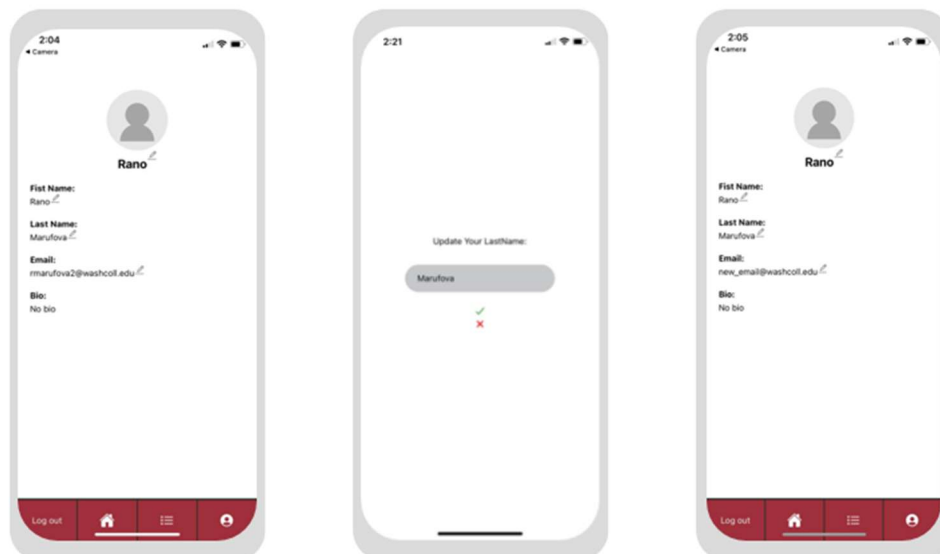 2:04
◀ Camera
Rano
Fist Name:
Rano
Last Name:
Marufova
Email:
rmarufova2@washcoll.edu
Bio:
No bio
Log out
2:21
Update Your LastName:
Marufova
2:05
◀ Camera
Rano
Fist Name:
Rano
Last Name:
Marufova
Email:
new_email@washcoll.edu
Bio:
No bio
Log out